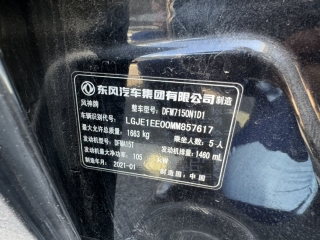 东风汽车集团有限公司 制造
风神牌 整车型号: DFM7150N1D1
车辆识别代号: LGJE1EE00MM857617
最大允许总质量: 1663 kg 乘坐人数: 5 人
发动机型号: DFMA15T 发动机排量: 1460 mL
发动机最大净功率: 105
制造年月: 2021-01 制造国: 中国